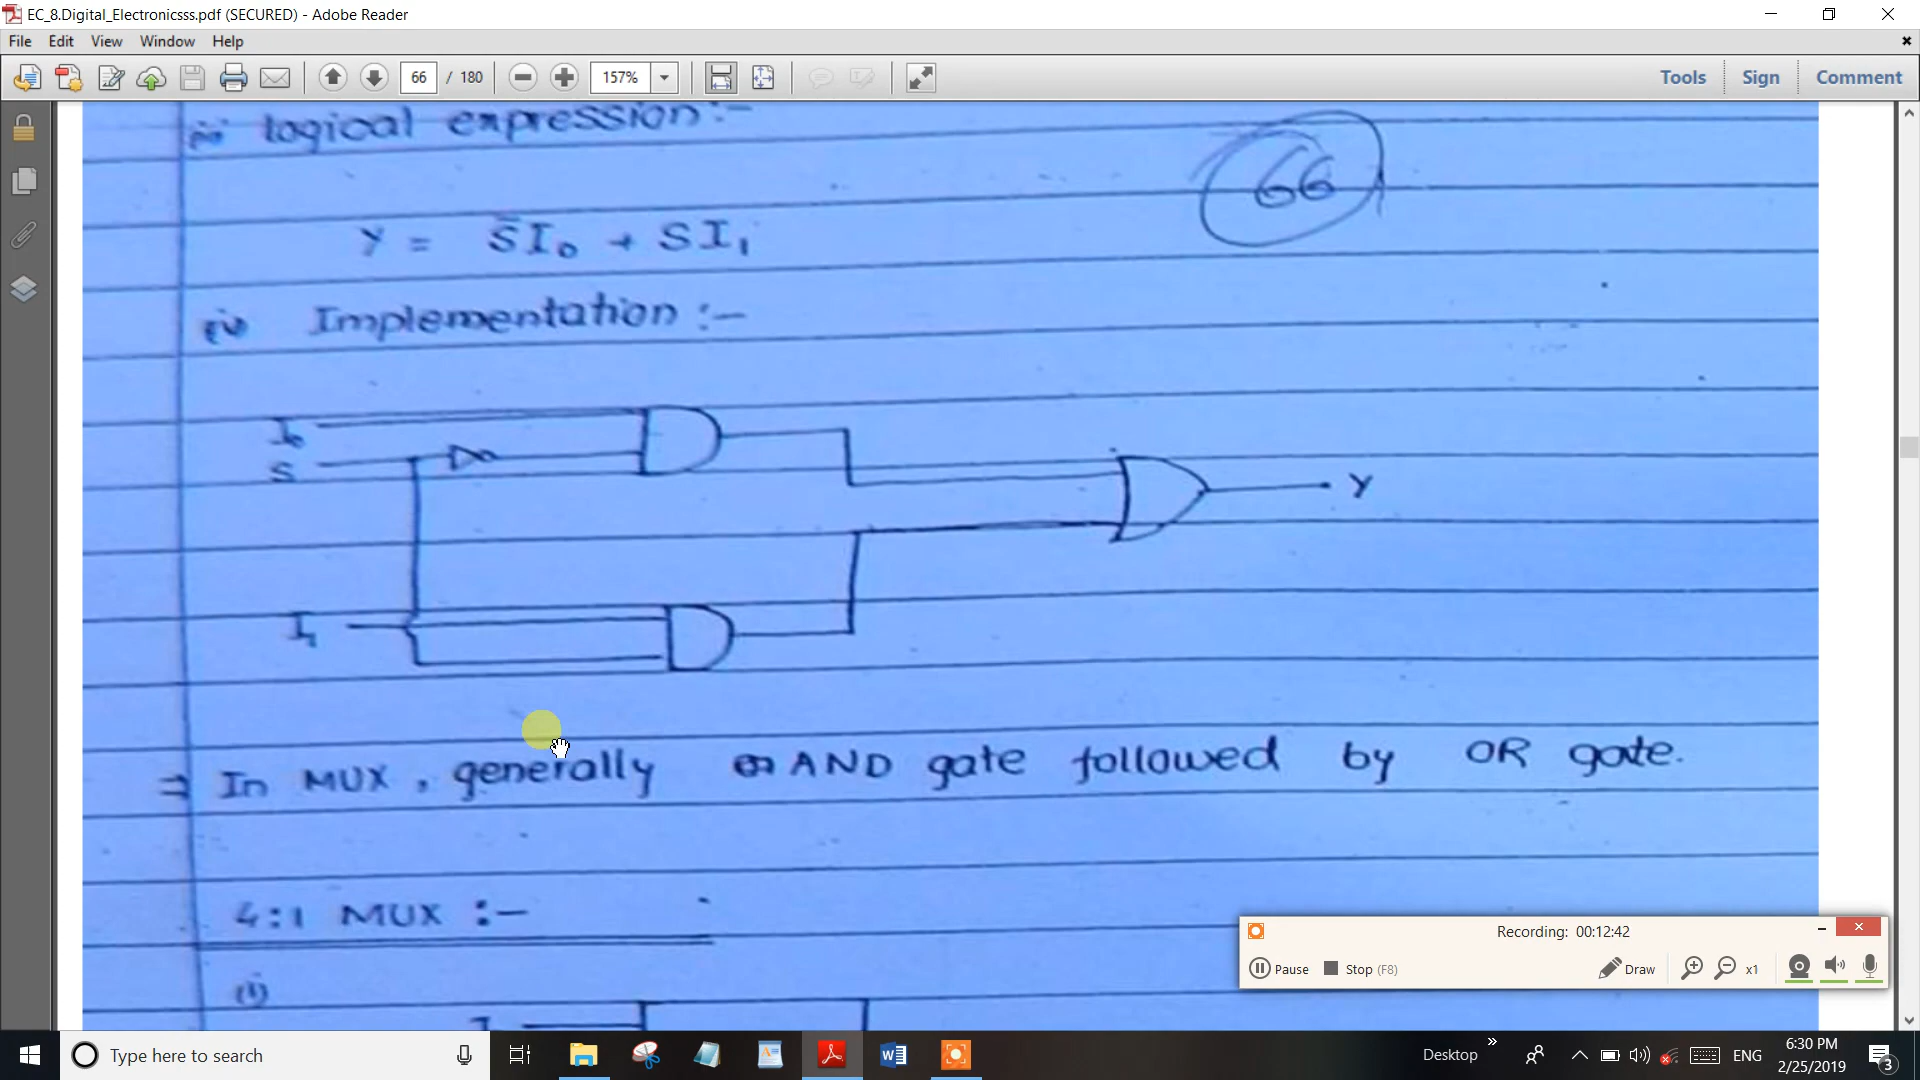 EC_8.Digital_Electronicsss.pdf (SECURED) - Adobe Reader
File Edit View Window Help
66 / 180 157% Tools Sign Comment
(iii) logical expression:-
66
Y = S̅I₀ + SI₁
(iv) Implementation :-
I₀
S
Y
I₁
⇒ In MUX, generally AND gate followed by OR gate.
4:1 MUX :-
(i)
Recording: 00:12:42
Pause Stop (F8) Draw x1
Type here to search
Desktop
ENG
6:30 PM
2/25/2019
3